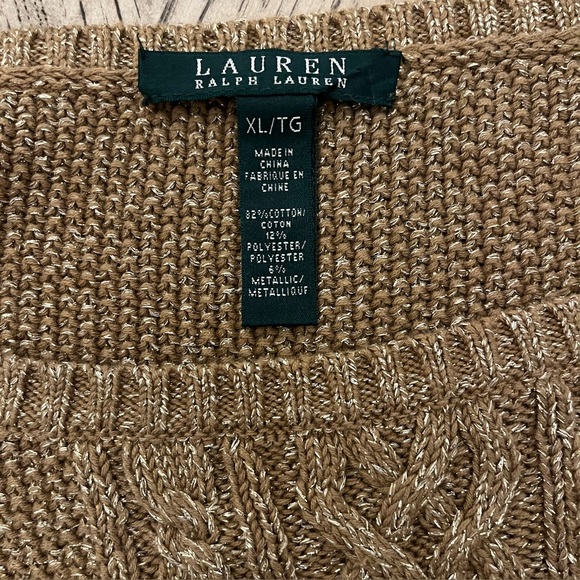 LAUREN
RALPH LAUREN
XL/TG
MADE IN
CHINA
FABRIQUE EN
CHINE
82%COTTON/
COTON
12%
POLYESTER/
POLYESTER
6%
METALLIC/
METALLIQUE